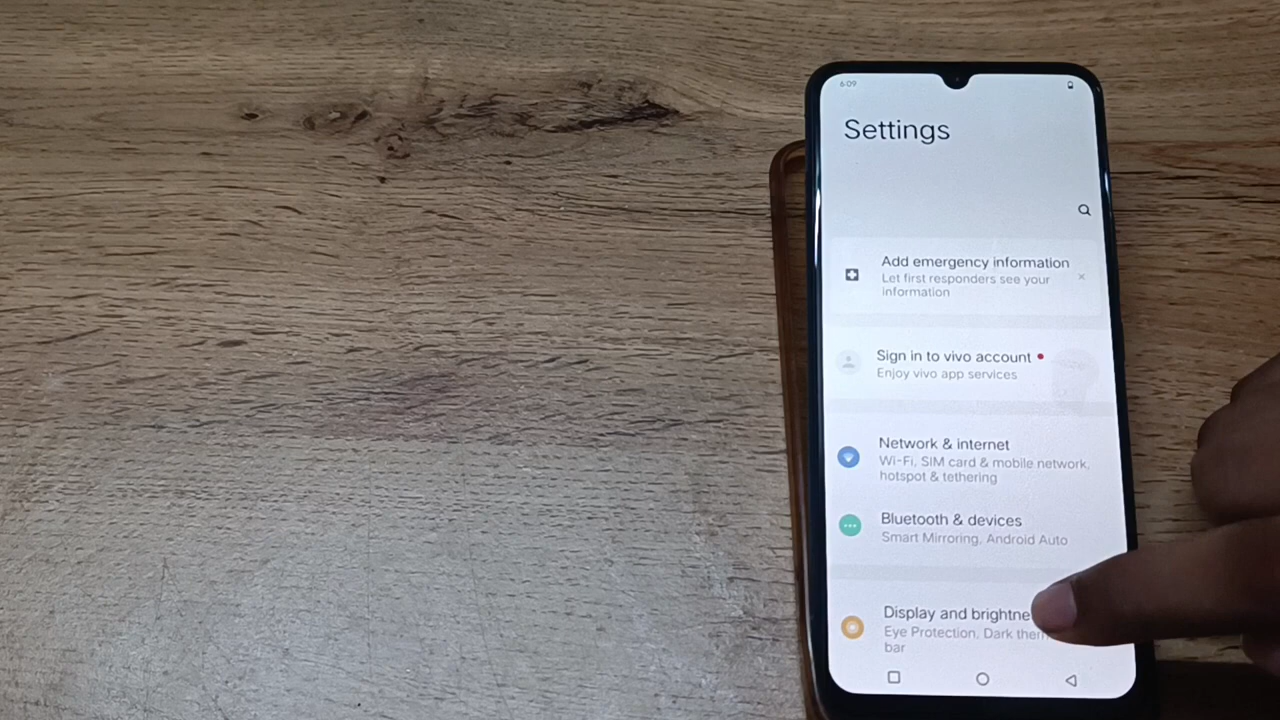 6:09
Settings
Add emergency information
Let first responders see your
information
Sign in to vivo account
Enjoy vivo app services
Network & internet
Wi-Fi, SIM card & mobile network,
hotspot & tethering
Bluetooth & devices
Smart Mirroring, Android Auto
Display and brightne
Eye Protection, Dark them
bar